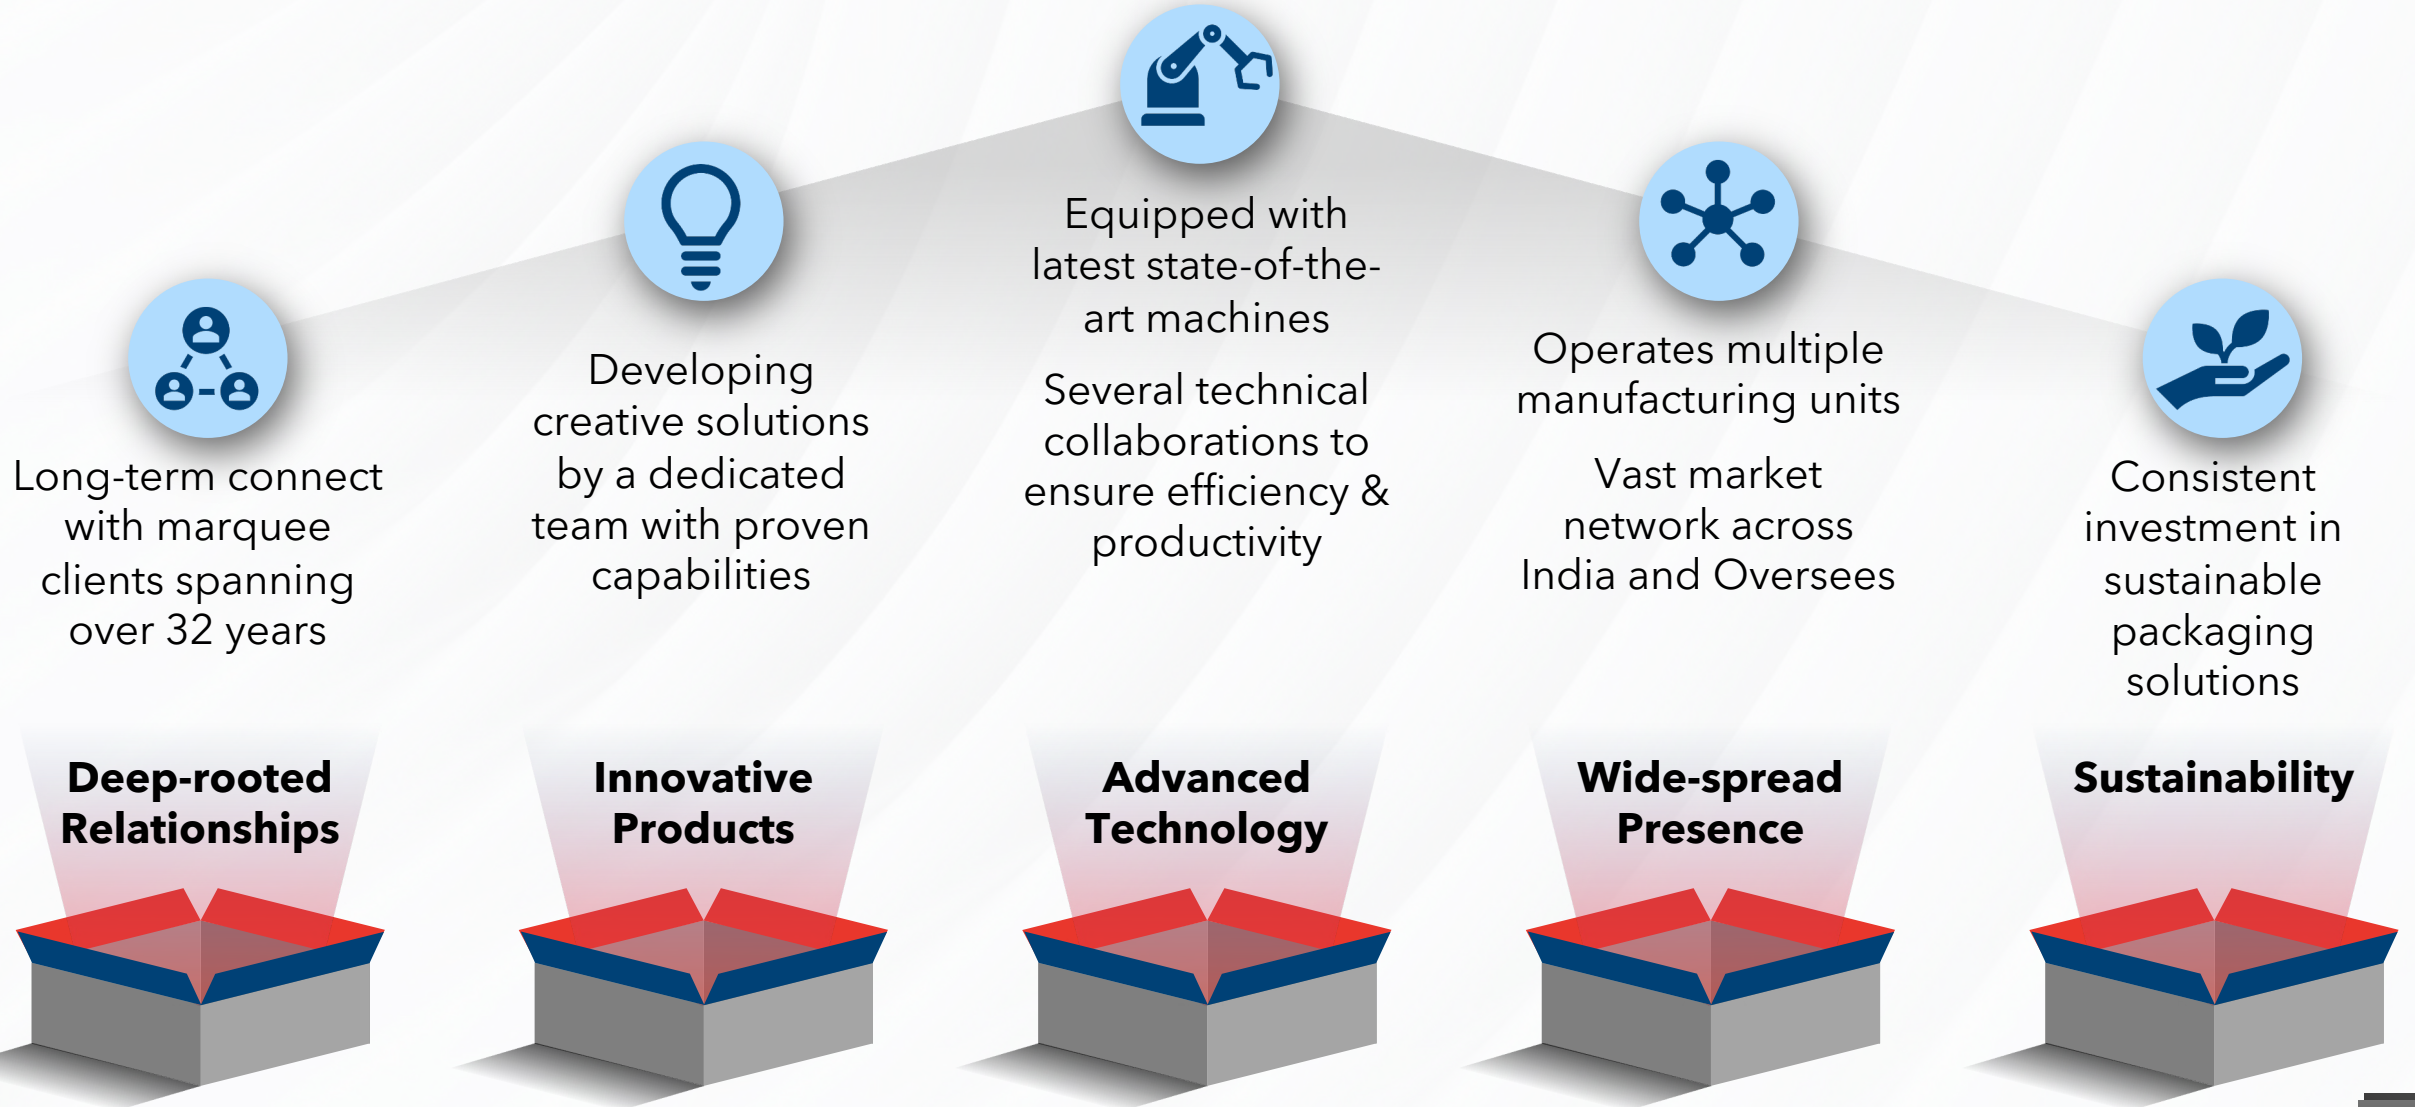 Long-term connect
with marquee
clients spanning
over 32 years
Deep-rooted
Relationships
Developing
creative solutions
by a dedicated
team with proven
capabilities
Innovative
Products
Equipped with
latest state-of-the-
art machines
Several technical
collaborations to
ensure efficiency &
productivity
Advanced
Technology
Operates multiple
manufacturing units
Vast market
network across
India and Oversees
Wide-spread
Presence
Consistent
investment in
sustainable
packaging
solutions
Sustainability